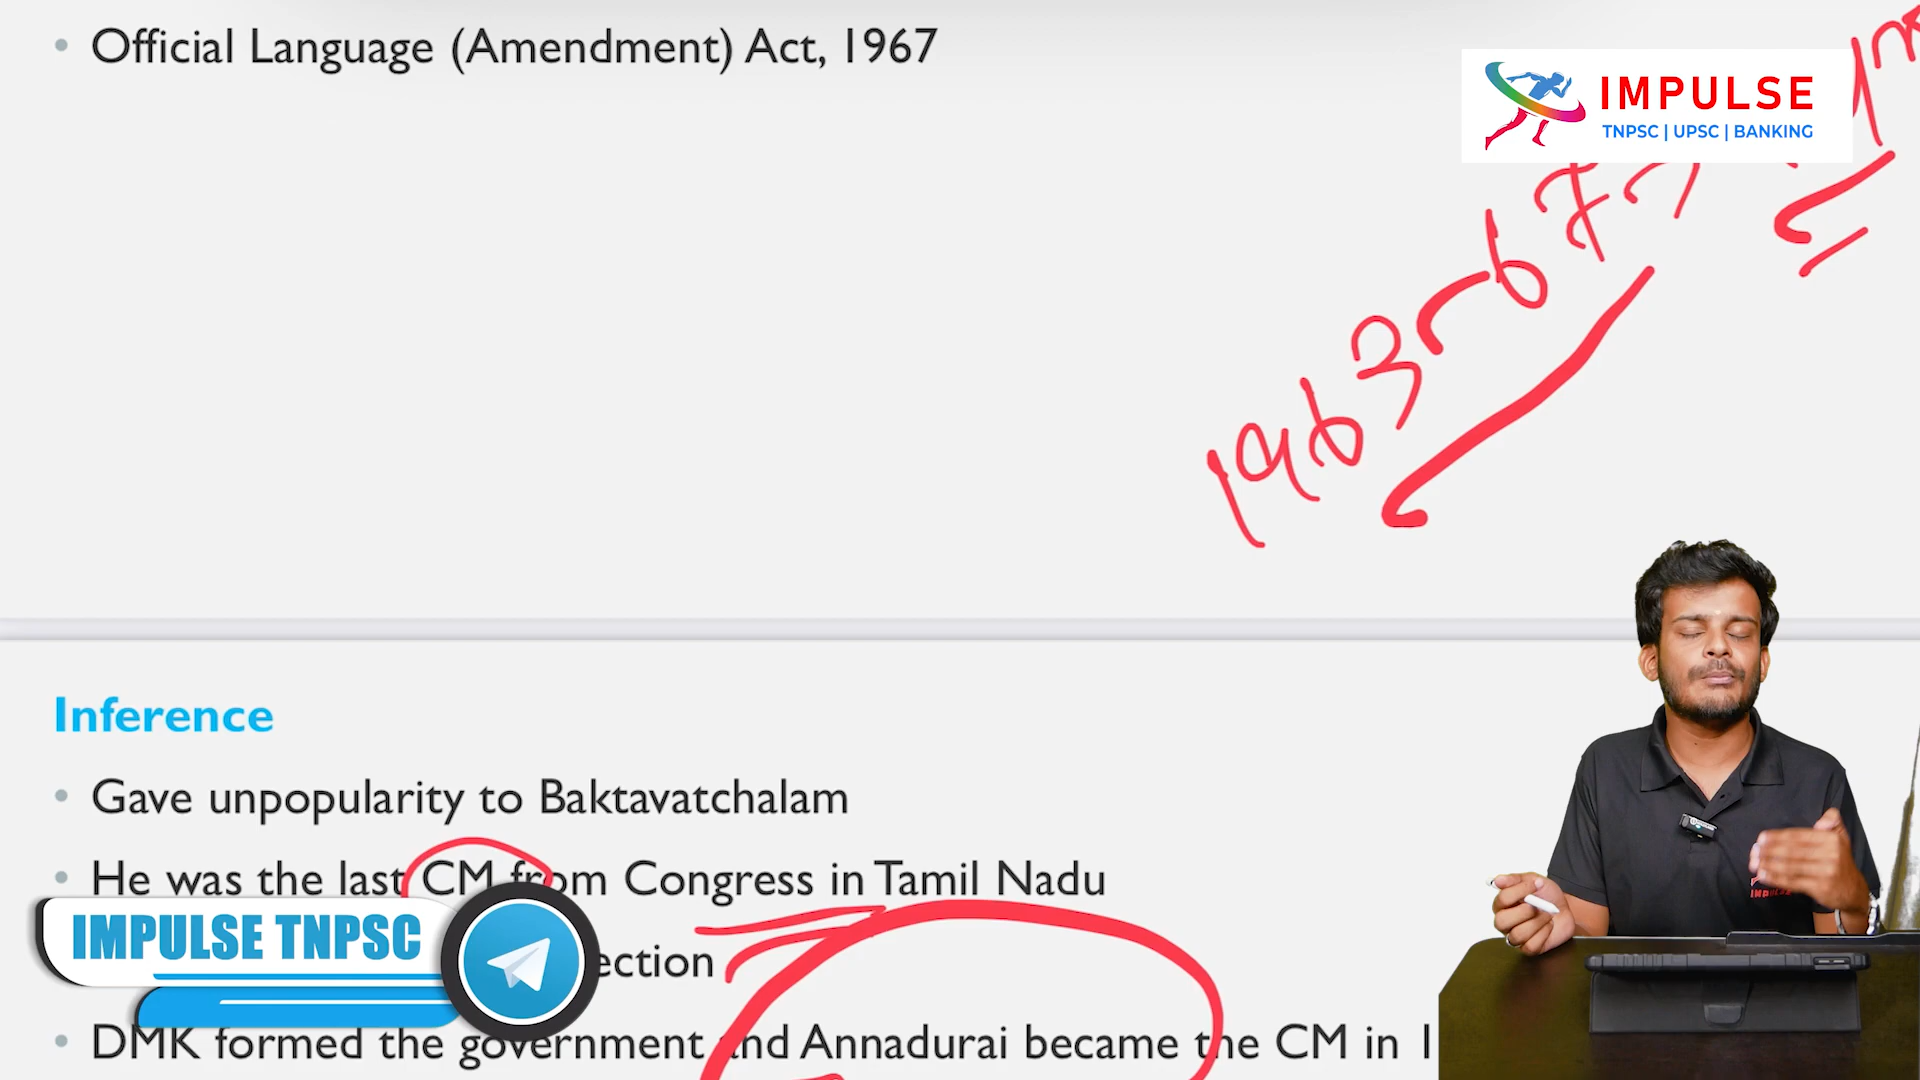 Official Language (Amendment) Act, 1967
IMPULSE
TNPSC | UPSC | BANKING
1963
67
Inference
Gave unpopularity to Baktavatchalam
He was the last CM from Congress in Tamil Nadu
IMPULSE TNPSC
ection
DMK formed the government and Annadurai became the CM in 1